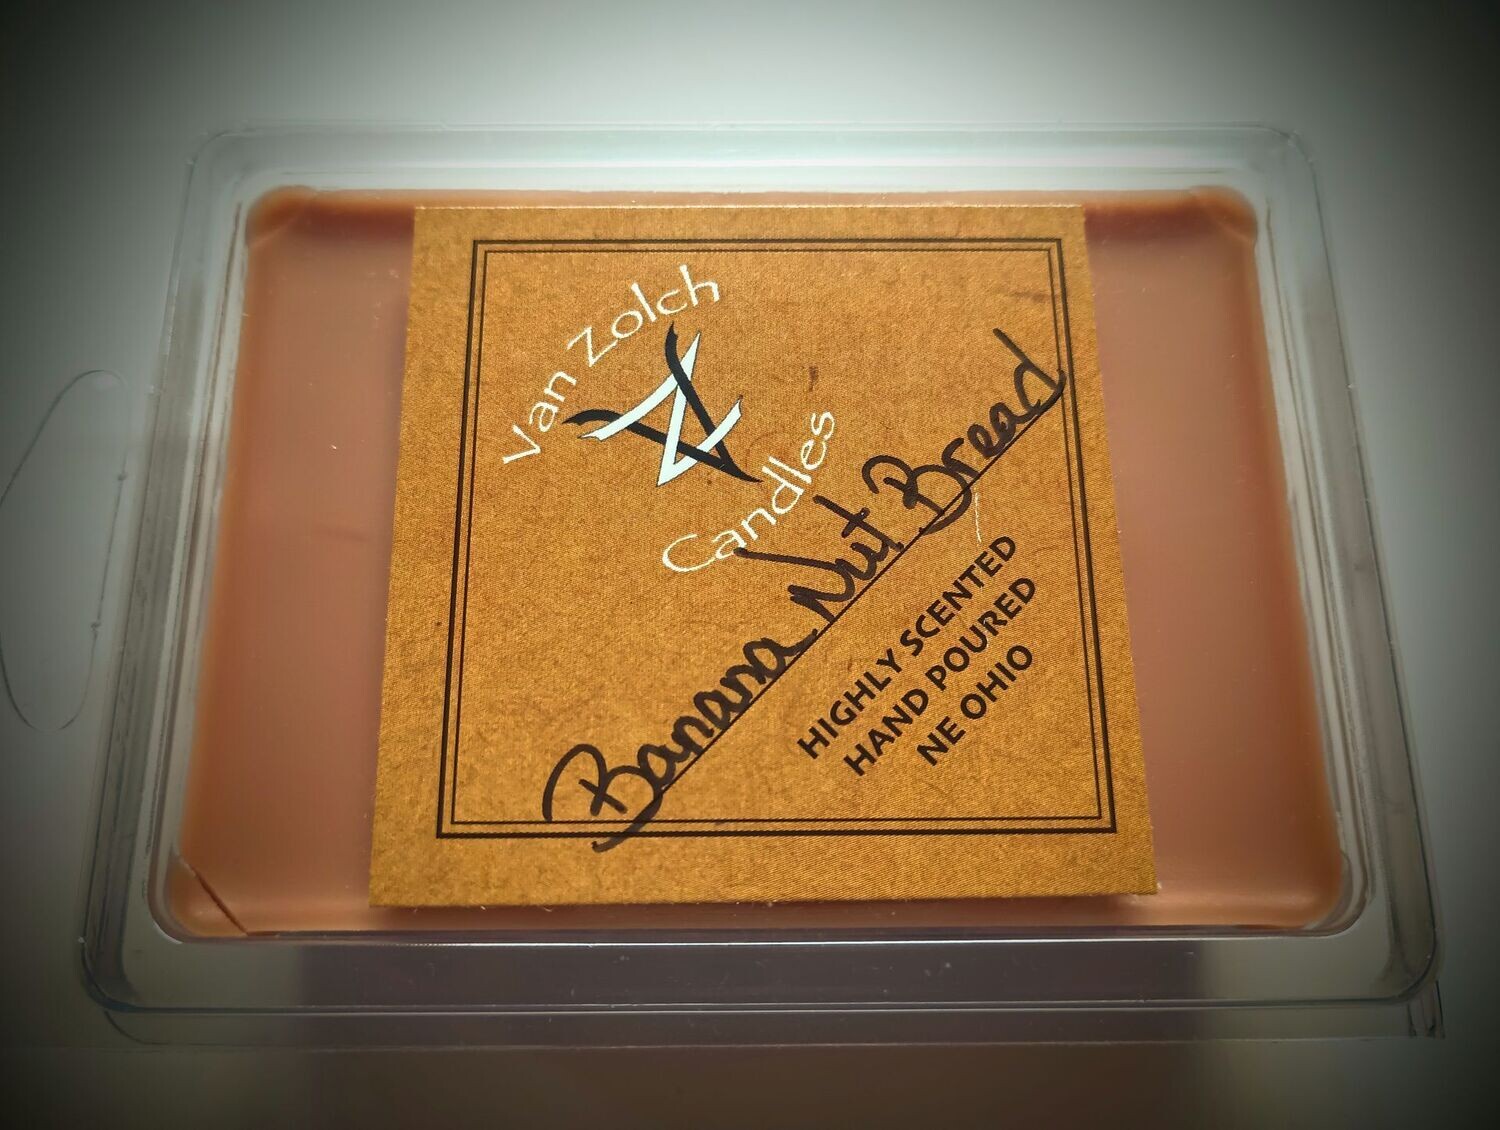 Van Zolch
Candles
Banana Nut Bread
HIGHLY SCENTED
HAND POURED
NE OHIO